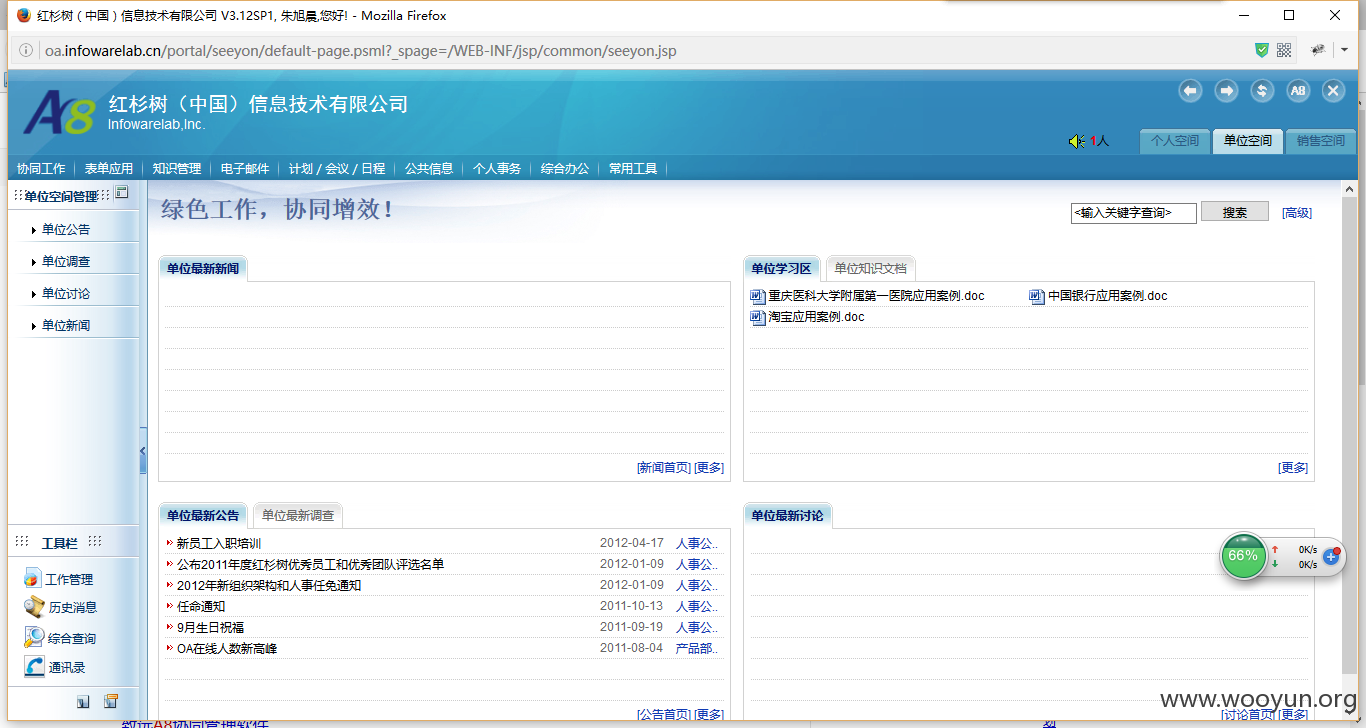 红杉树（中国）信息技术有限公司 V3.12SP1, 朱旭晨,您好! - Mozilla Firefox
oa.infowarelab.cn/portal/seeyon/default-page.psml?_spage=/WEB-INF/jsp/common/seeyon.jsp
A8 红杉树（中国）信息技术有限公司
Infowarelab,Inc.
A8
1人 个人空间 单位空间 销售空间
协同工作 表单应用 知识管理 电子邮件 计划 / 会议 / 日程 公共信息 个人事务 综合办公 常用工具
单位空间管理
单位公告
单位调查
单位讨论
单位新闻
绿色工作，协同增效！
<输入关键字查询> 搜索 [高级]
单位最新新闻
[新闻首页] [更多]
单位学习区 单位知识文档
重庆医科大学附属第一医院应用案例.doc 中国银行应用案例.doc
淘宝应用案例.doc
[更多]
单位最新公告 单位最新调查
新员工入职培训 2012-04-17 人事公..
公布2011年度红杉树优秀员工和优秀团队评选名单 2012-01-09 人事公..
2012年新组织架构和人事任免通知 2012-01-09 人事公..
任命通知 2011-10-13 人事公..
9月生日祝福 2011-09-19 人事公..
OA在线人数新高峰 2011-08-04 产品部..
[公告首页] [更多]
单位最新讨论
[讨论首页] [更多]
工具栏
工作管理
历史消息
综合查询
通讯录
66% 0K/s
0K/s
www.wooyun.org
致远A8协同管理软件